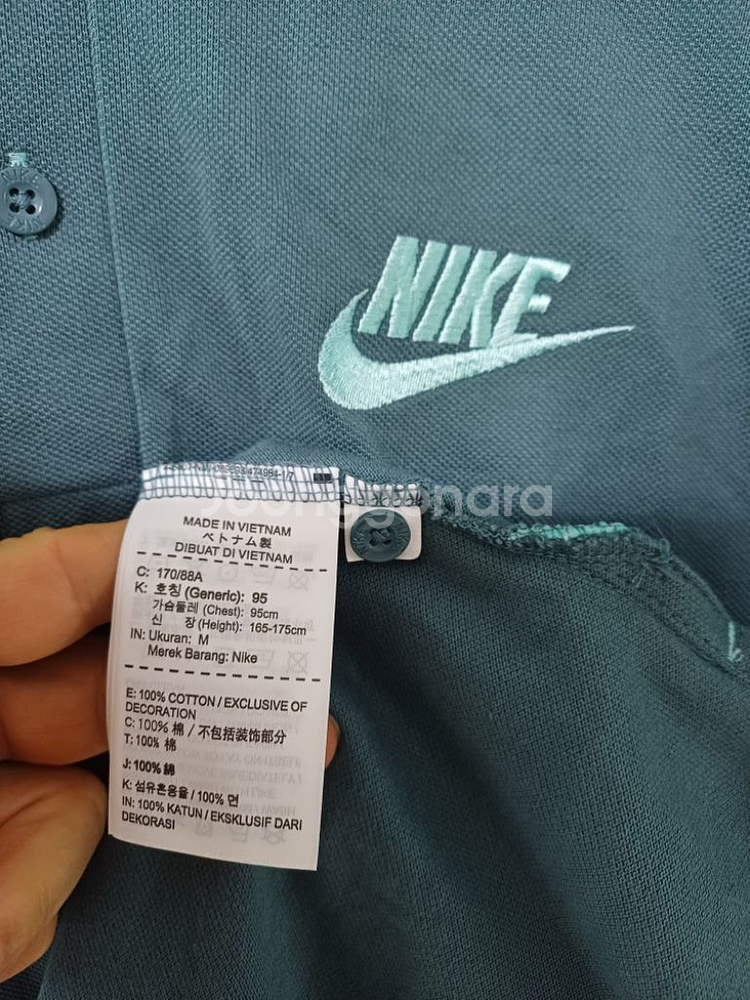 NIKE
joonggonara
MADE IN VIETNAM
ベトナム製
DIBUAT DI VIETNAM
C: 170/88A
K: 호칭 (Generic): 95
가슴둘레 (Chest): 95cm
신 장 (Height): 165-175cm
IN: Ukuran: M
Merek Barang: Nike
E: 100% COTTON / EXCLUSIVE OF
DECORATION
C: 100% 棉 / 不包括装饰部分
T: 100% 棉
J: 100% 綿
K: 섬유혼용율 / 100% 면
IN: 100% KATUN / EKSKLUSIF DARI
DEKORASI